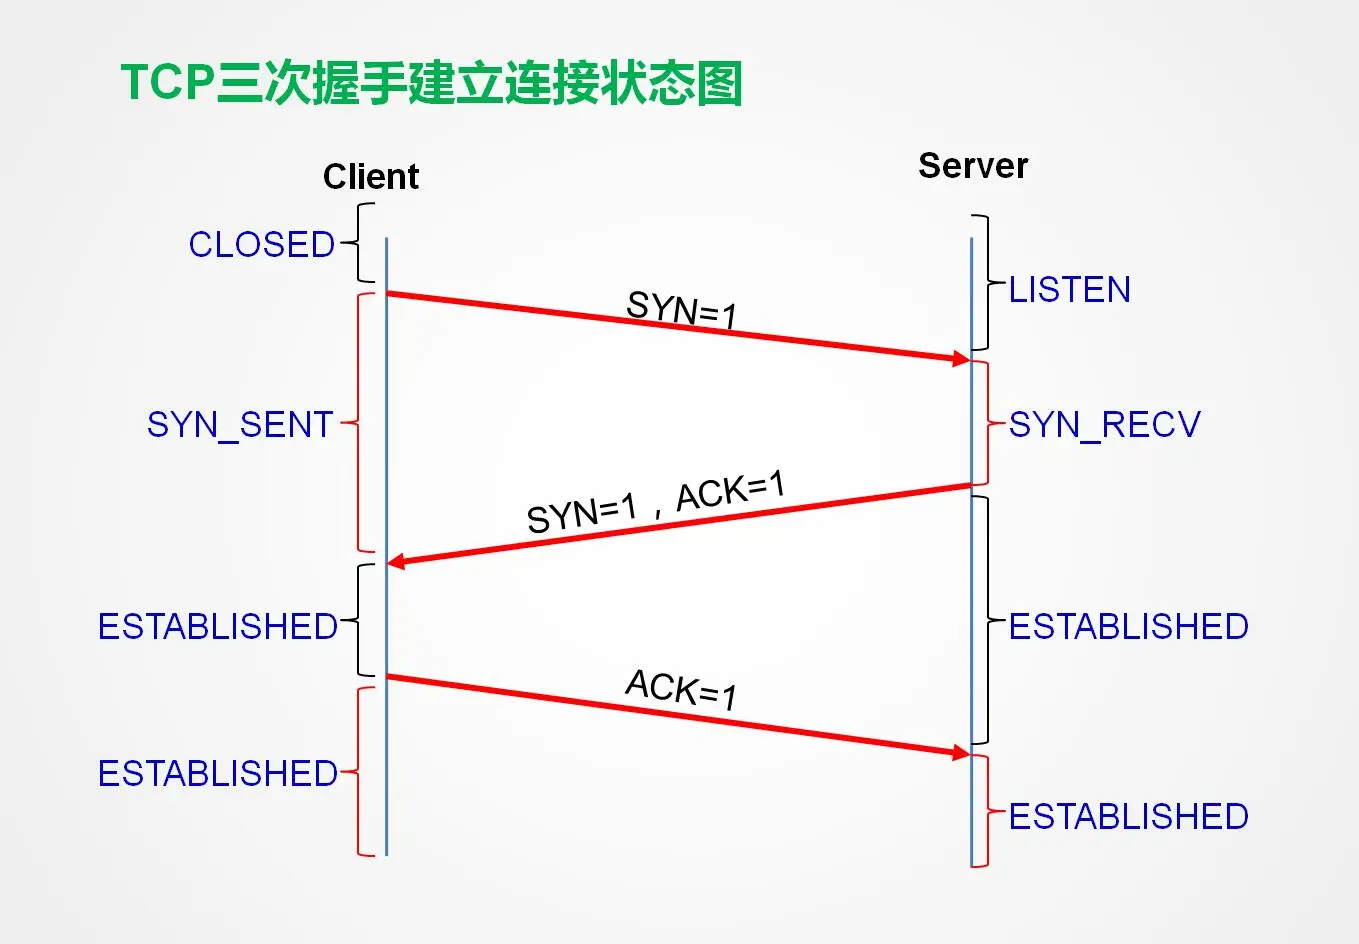 TCP三次握手建立连接状态图
Client
Server
CLOSED
LISTEN
SYN=1
SYN_SENT
SYN_RECV
SYN=1，ACK=1
ESTABLISHED
ESTABLISHED
ACK=1
ESTABLISHED
ESTABLISHED